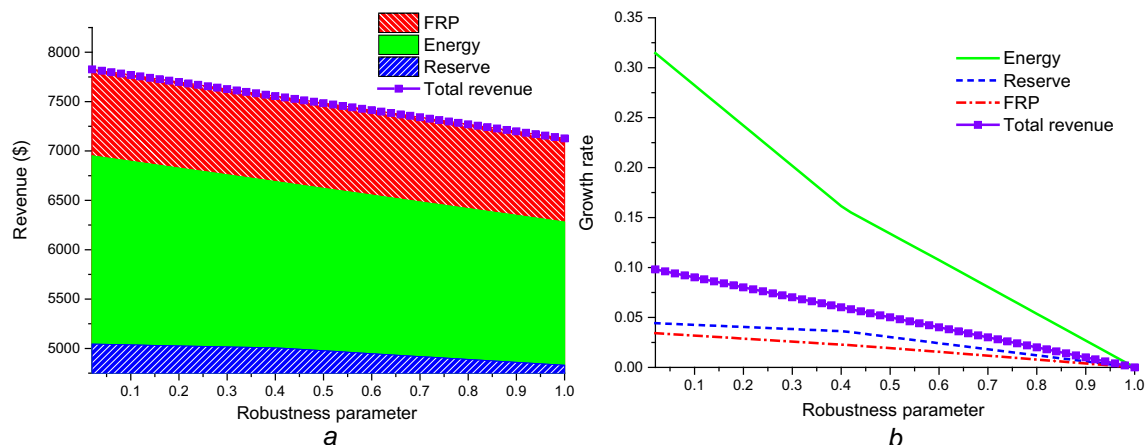 FRP
Energy
Reserve
Total revenue
8000
7500
7000
6500
6000
5500
5000
Revenue ($)
0.1 0.2 0.3 0.4 0.5 0.6 0.7 0.8 0.9 1.0
Robustness parameter
a
0.35
0.30
0.25
0.20
0.15
0.10
0.05
0.00
Growth rate
Energy
Reserve
FRP
Total revenue
0.1 0.2 0.3 0.4 0.5 0.6 0.7 0.8 0.9 1.0
Robustness parameter
b